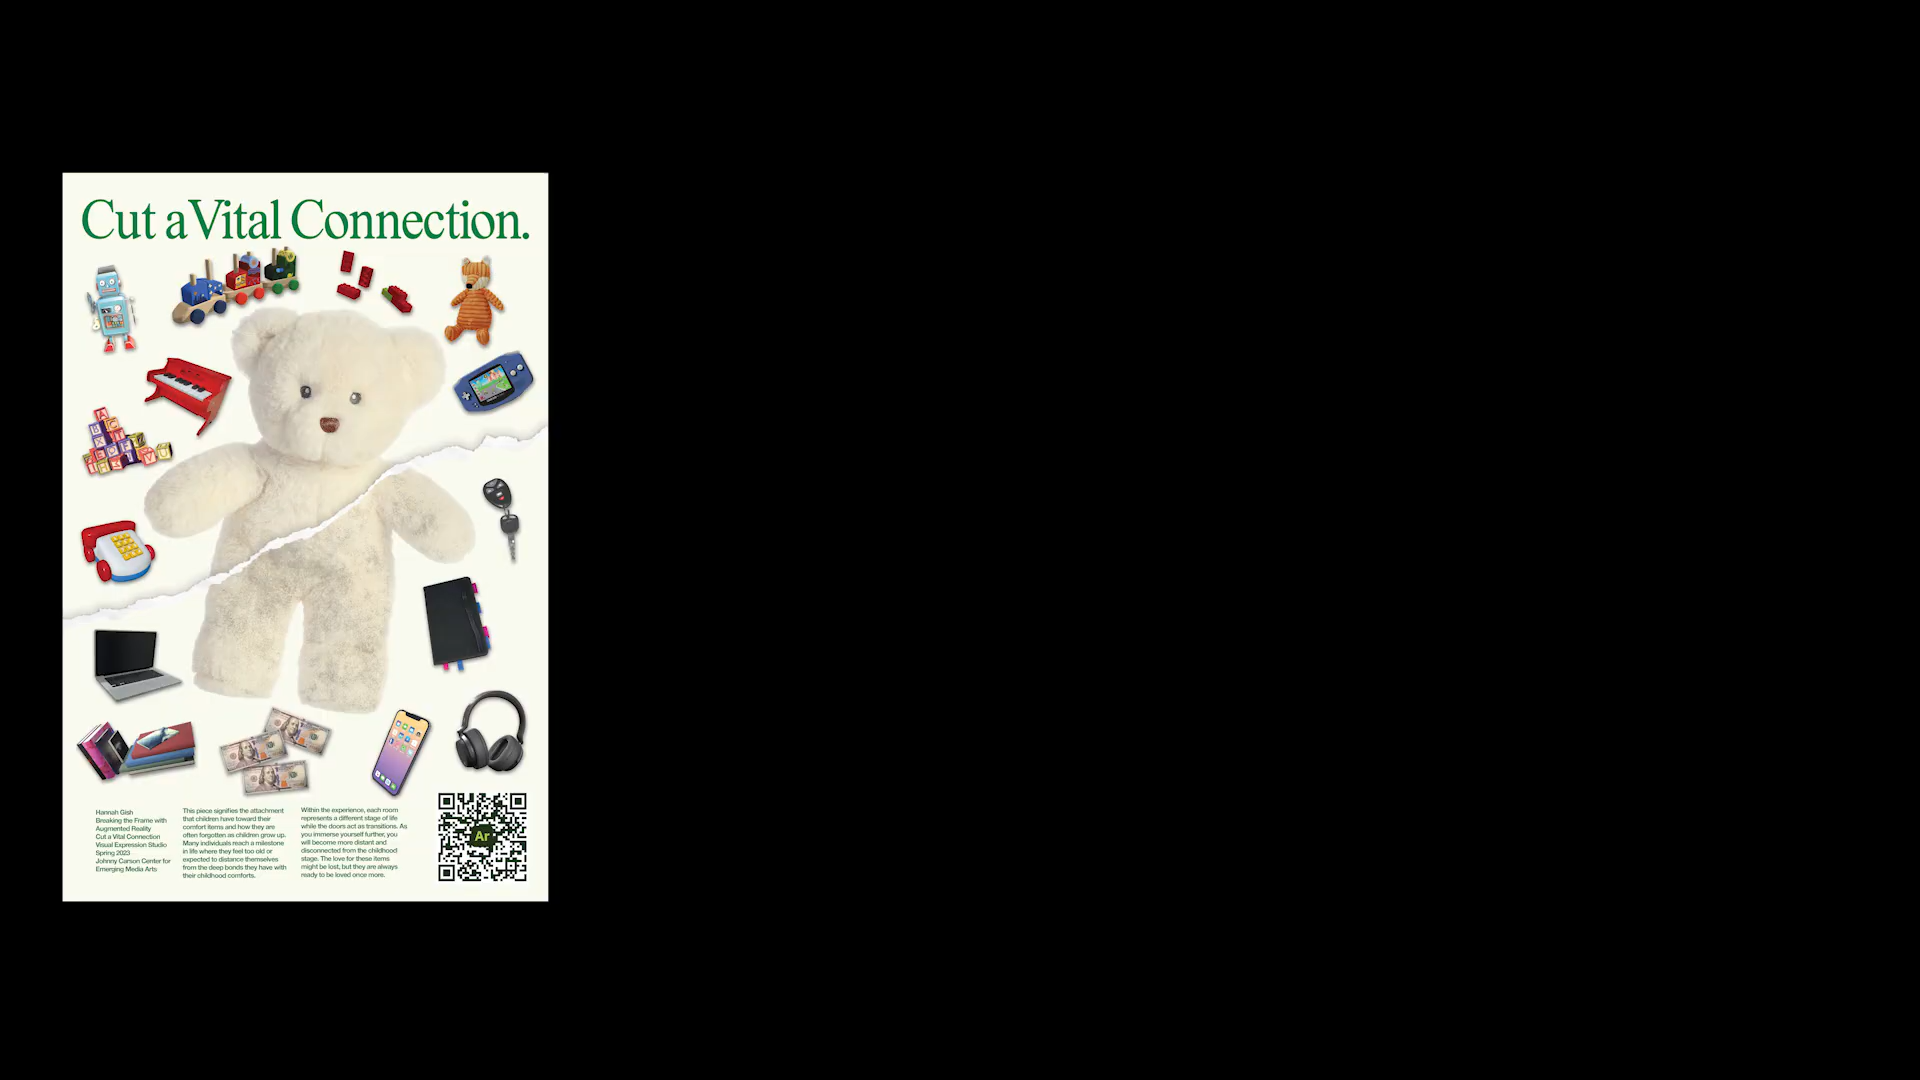 Cut a Vital Connection.
Hannah Gish
Breaking the Frame with
Augmented Reality
Cut a Vital Connection
Visual Expression Studio
Spring 2023
Johnny Carson Center for
Emerging Media Arts
This piece signifies the attachment
that children have toward their
comfort items and how they are
often forgotten as children grow up.
Many individuals reach a milestone
in life where they feel too old or
expected to distance themselves
from the deep bonds they have with
their childhood comforts.
Within the experience, each room
represents a different stage of life
while the doors act as transitions. As
you immerse yourself further, you
will become more distant and
disconnected from the childhood
stage. The love for these items
might be lost, but they are always
ready to be loved once more.
Ar